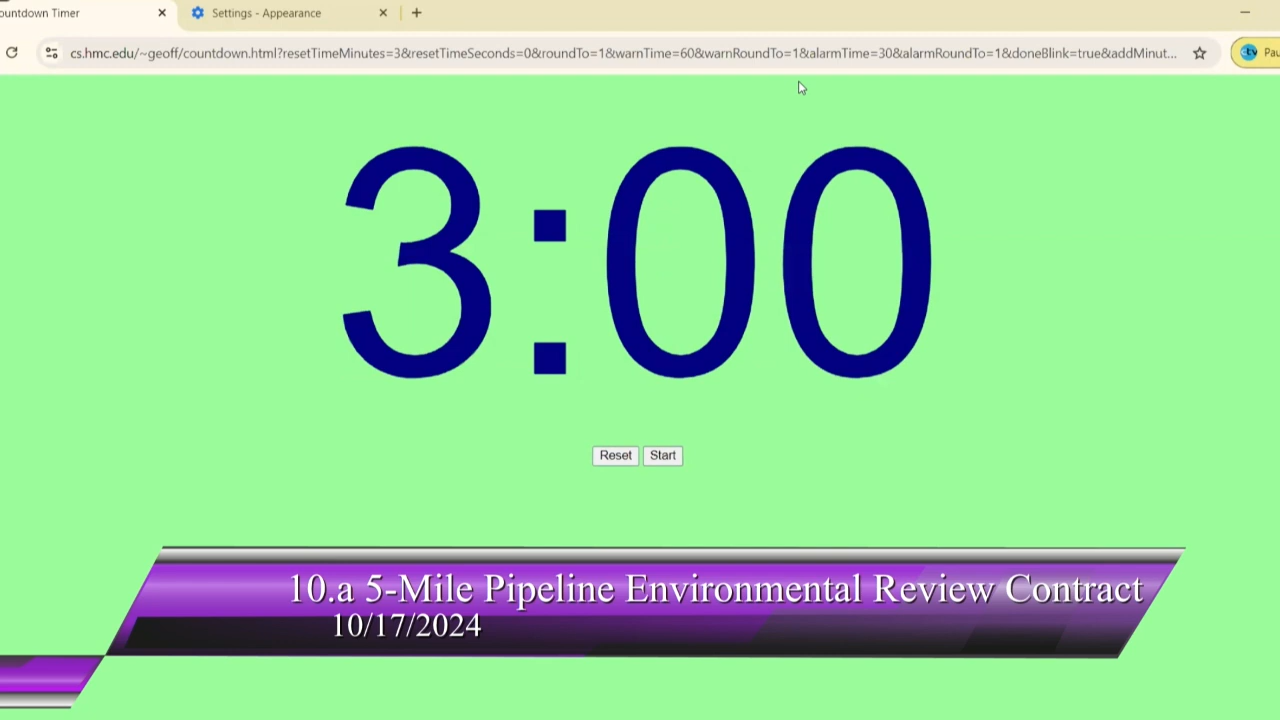 ountdown Timer
Settings - Appearance
cs.hmc.edu/~geoff/countdown.html?resetTimeMinutes=3&resetTimeSeconds=0&roundTo=1&warnTime=60&warnRoundTo=1&alarmTime=30&alarmRoundTo=1&doneBlink=true&addMinut...
ctv Pau
3:00
Reset Start
10.a 5-Mile Pipeline Environmental Review Contract
10/17/2024